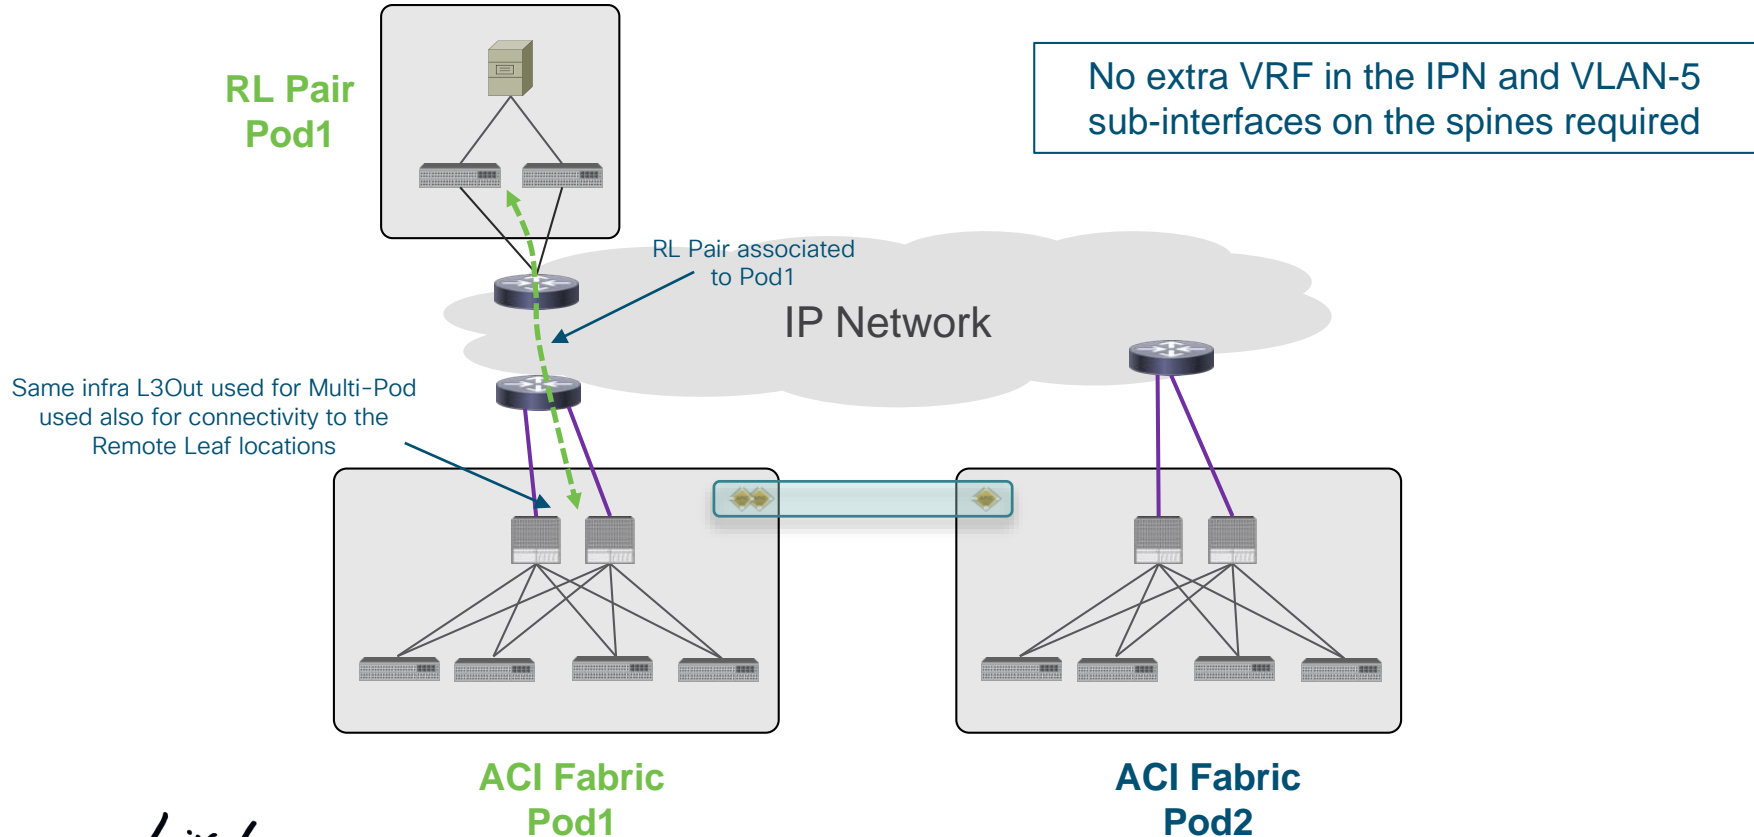 RL Pair
Pod1
No extra VRF in the IPN and VLAN-5
sub-interfaces on the spines required
RL Pair associated
to Pod1
IP Network
Same infra L3Out used for Multi-Pod
used also for connectivity to the
Remote Leaf locations
ACI Fabric
Pod1
ACI Fabric
Pod2